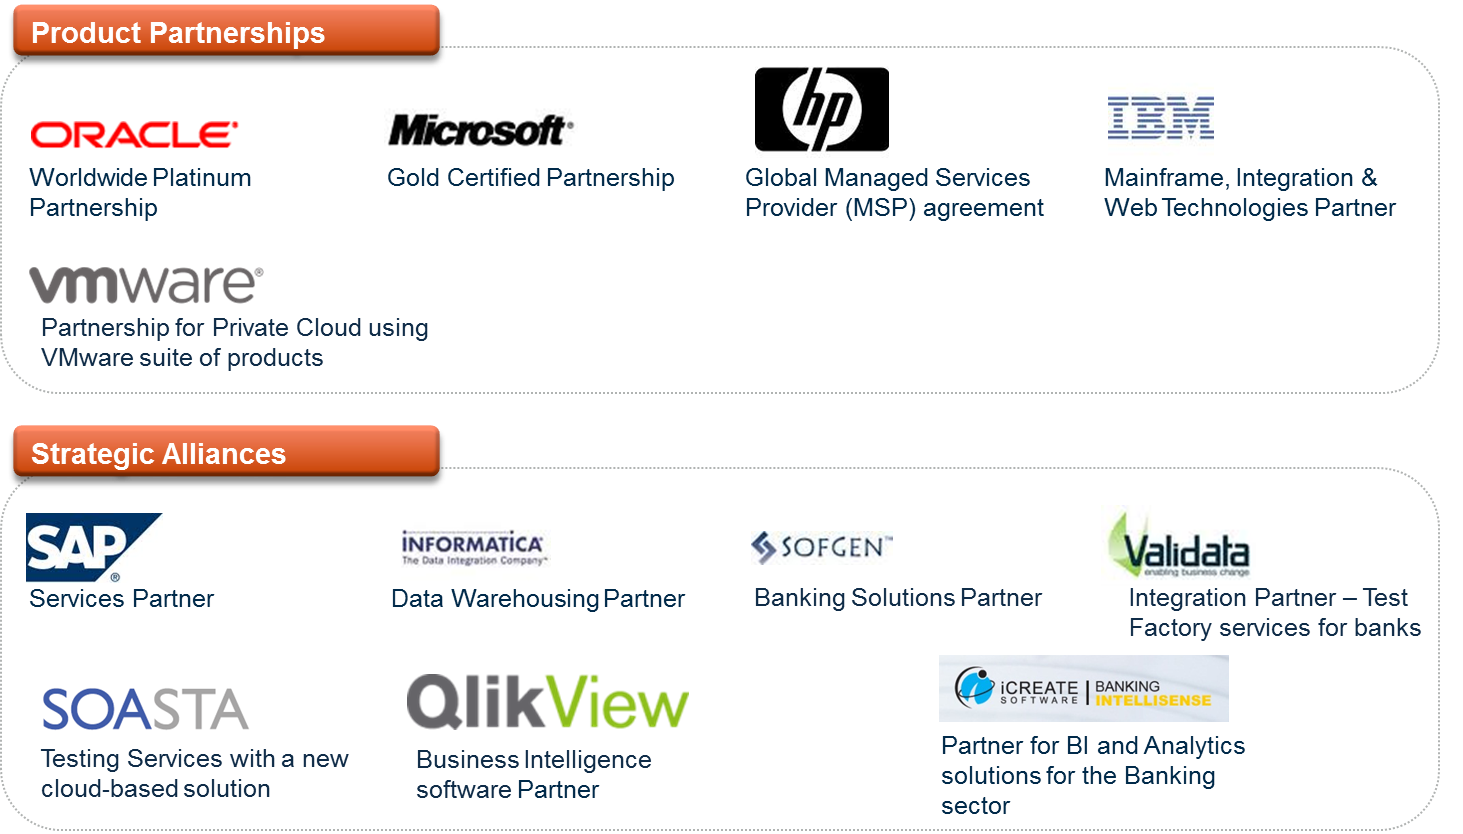 Product Partnerships
ORACLE®
Worldwide Platinum
Partnership
Microsoft®
Gold Certified Partnership
hp
Global Managed Services
Provider (MSP) agreement
IBM
Mainframe, Integration &
Web Technologies Partner
vmware®
Partnership for Private Cloud using
VMware suite of products
Strategic Alliances
SAP®
Services Partner
INFORMATICA®
The Data Integration Company™
Data Warehousing Partner
SOFGEN™
Banking Solutions Partner
Validata
enabling business change
Integration Partner – Test
Factory services for banks
SOASTA
Testing Services with a new
cloud-based solution
QlikView
Business Intelligence
software Partner
iCREATE
SOFTWARE
BANKING
INTELLISENSE
Partner for BI and Analytics
solutions for the Banking
sector